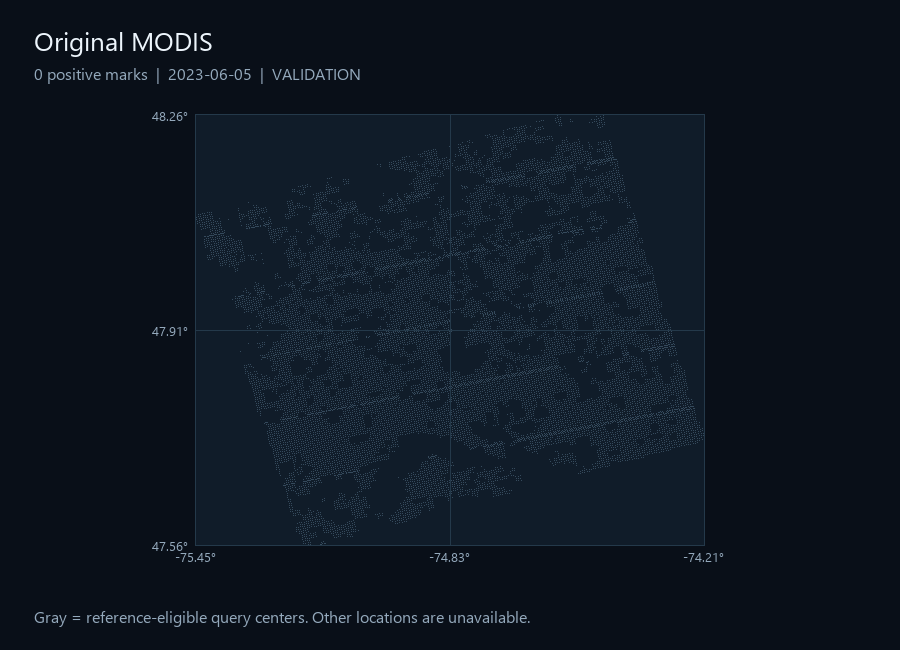 Original MODIS
0 positive marks | 2023-06-05 | VALIDATION
48.26°
47.91°
47.56°
-75.45°
-74.83°
-74.21°
Gray = reference-eligible query centers. Other locations are unavailable.